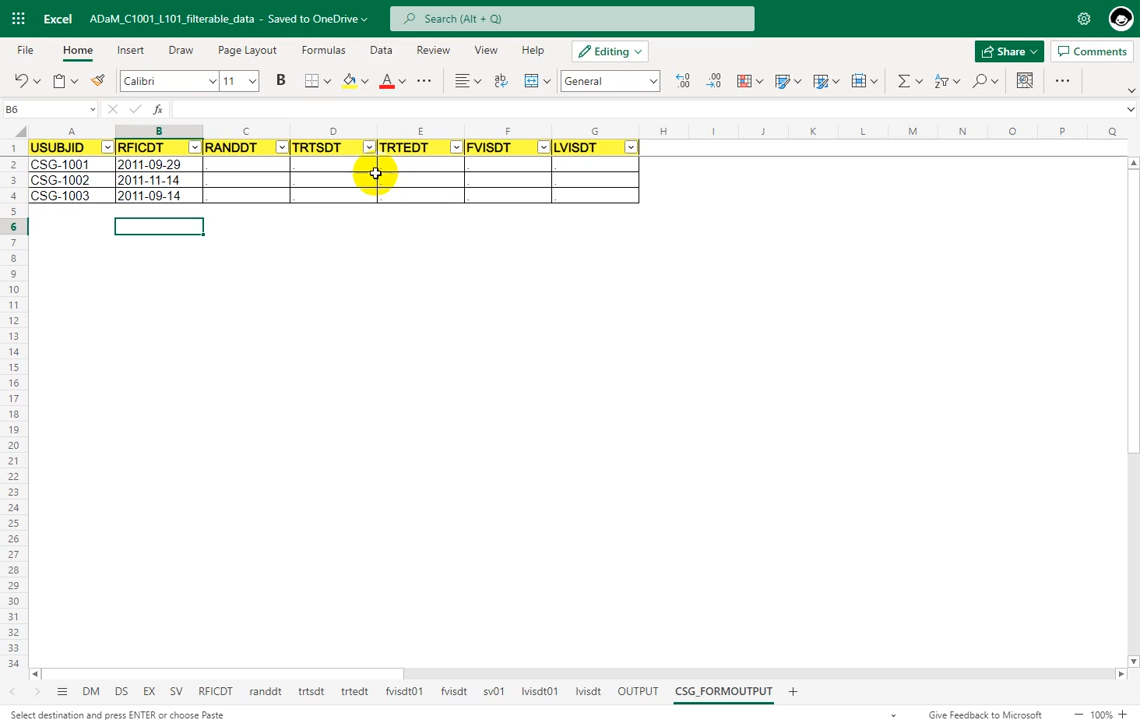 Excel ADaM_C1001_L101_filterable_data - Saved to OneDrive Search (Alt + Q)
File Home Insert Draw Page Layout Formulas Data Review View Help Editing Share Comments
Calibri 11 B A General
B6 fx
A B C D E F G H I J K L M N O P Q
1 USUBJID RFICDT RANDDT TRTSDT TRTEDT FVISDT LVISDT
2 CSG-1001 2011-09-29 . . . . .
3 CSG-1002 2011-11-14 . . . . .
4 CSG-1003 2011-09-14 . . . . .
5
6
7
8
9
10
11
12
13
14
15
16
17
18
19
20
21
22
23
24
25
26
27
28
29
30
31
32
33
34
DM DS EX SV RFICDT randdt trtsdt trtedt fvisdt01 fvisdt sv01 lvisdt01 lvisdt OUTPUT CSG_FORMOUTPUT
Select destination and press ENTER or choose Paste Give Feedback to Microsoft 100%